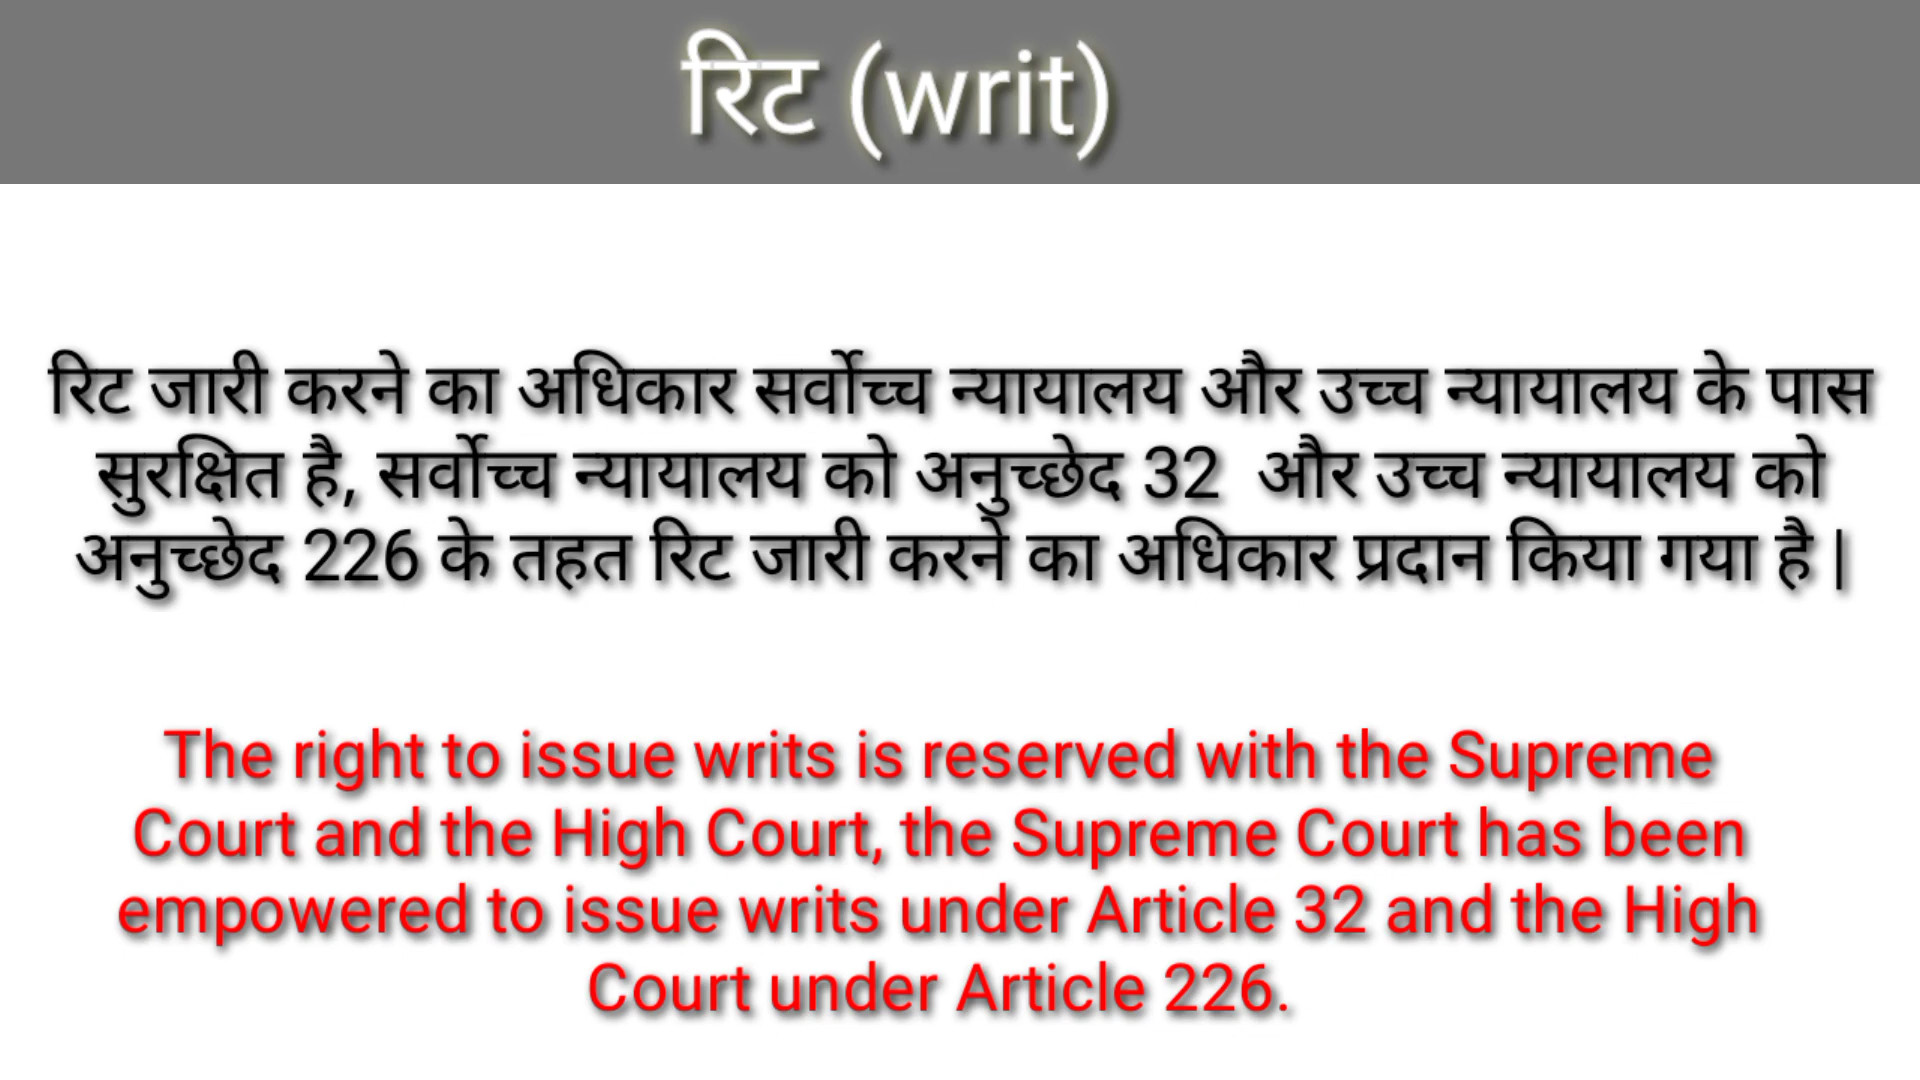 रिट (writ)
रिट जारी करने का अधिकार सर्वोच्च न्यायालय और उच्च न्यायालय के पास
सुरक्षित है, सर्वोच्च न्यायालय को अनुच्छेद 32 और उच्च न्यायालय को
अनुच्छेद 226 के तहत रिट जारी करने का अधिकार प्रदान किया गया है |
The right to issue writs is reserved with the Supreme
Court and the High Court, the Supreme Court has been
empowered to issue writs under Article 32 and the High
Court under Article 226.